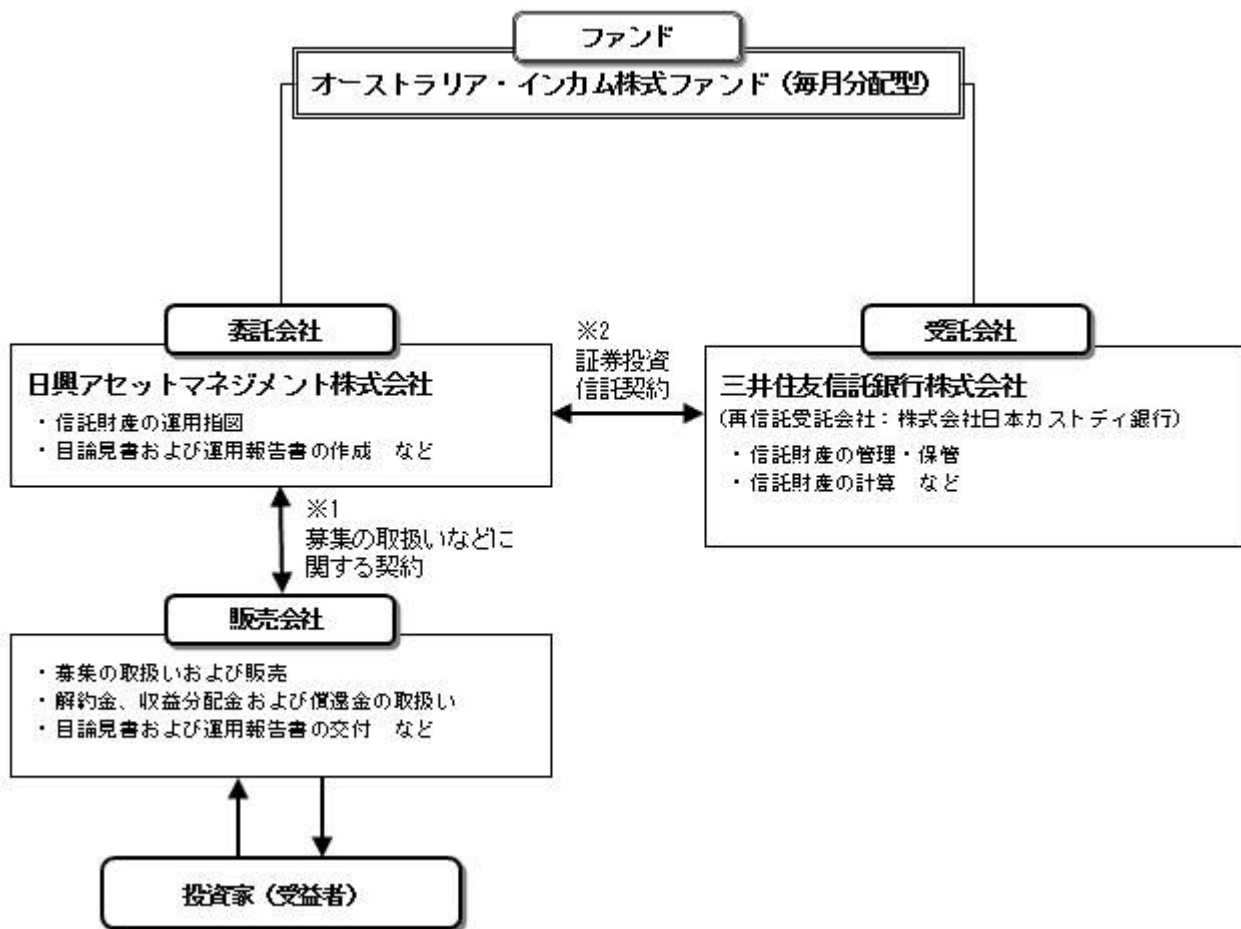 ファンド
オーストラリア・インカム株式ファンド（毎月分配型）
委託会社
日興アセットマネジメント株式会社
・信託財産の運用指図
・目論見書および運用報告書の作成　など
※2
証券投資
信託契約
受託会社
三井住友信託銀行株式会社
(再信託受託会社：株式会社日本カストディ銀行)
・信託財産の管理・保管
・信託財産の計算　など
※1
募集の取扱いなどに
関する契約
販売会社
・募集の取扱いおよび販売
・解約金、収益分配金および償還金の取扱い
・目論見書および運用報告書の交付　など
投資家（受益者）